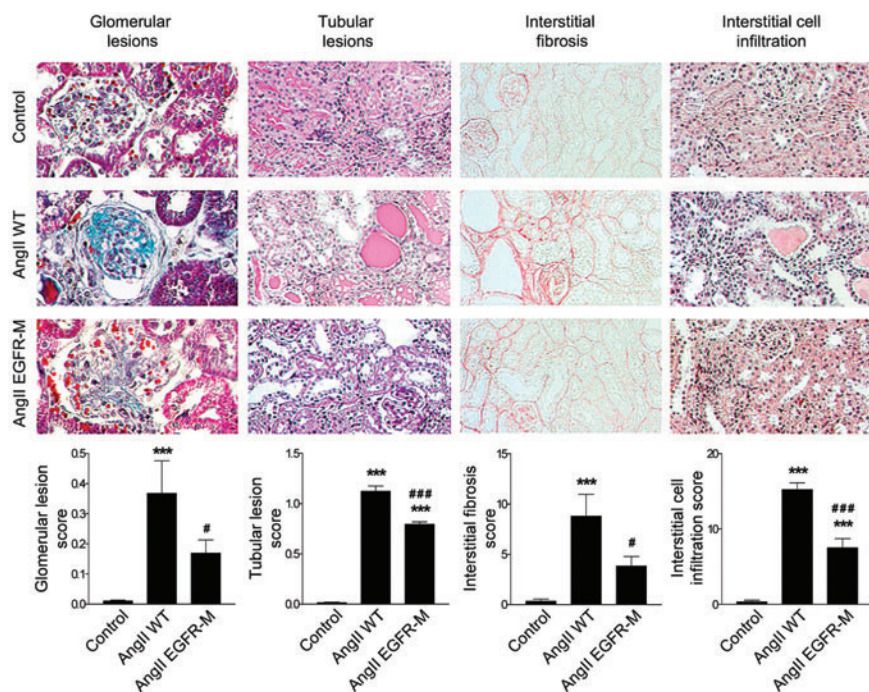 Glomerular
lesions
Tubular
lesions
Interstitial
fibrosis
Interstitial cell
infiltration
Control
AngII WT
AngII EGFR-M
Glomerular lesion
score
0.5
0.4
0.3
0.2
0.1
0.0
***
#
Control
AngII WT
AngII EGFR-M
Tubular lesion
score
1.5
1.0
0.5
0.0
***
###
***
Control
AngII WT
AngII EGFR-M
Interstitial fibrosis
score
15
10
5
0
***
#
Control
AngII WT
AngII EGFR-M
Interstitial cell
infiltration score
20
15
10
5
0
***
###
***
Control
AngII WT
AngII EGFR-M